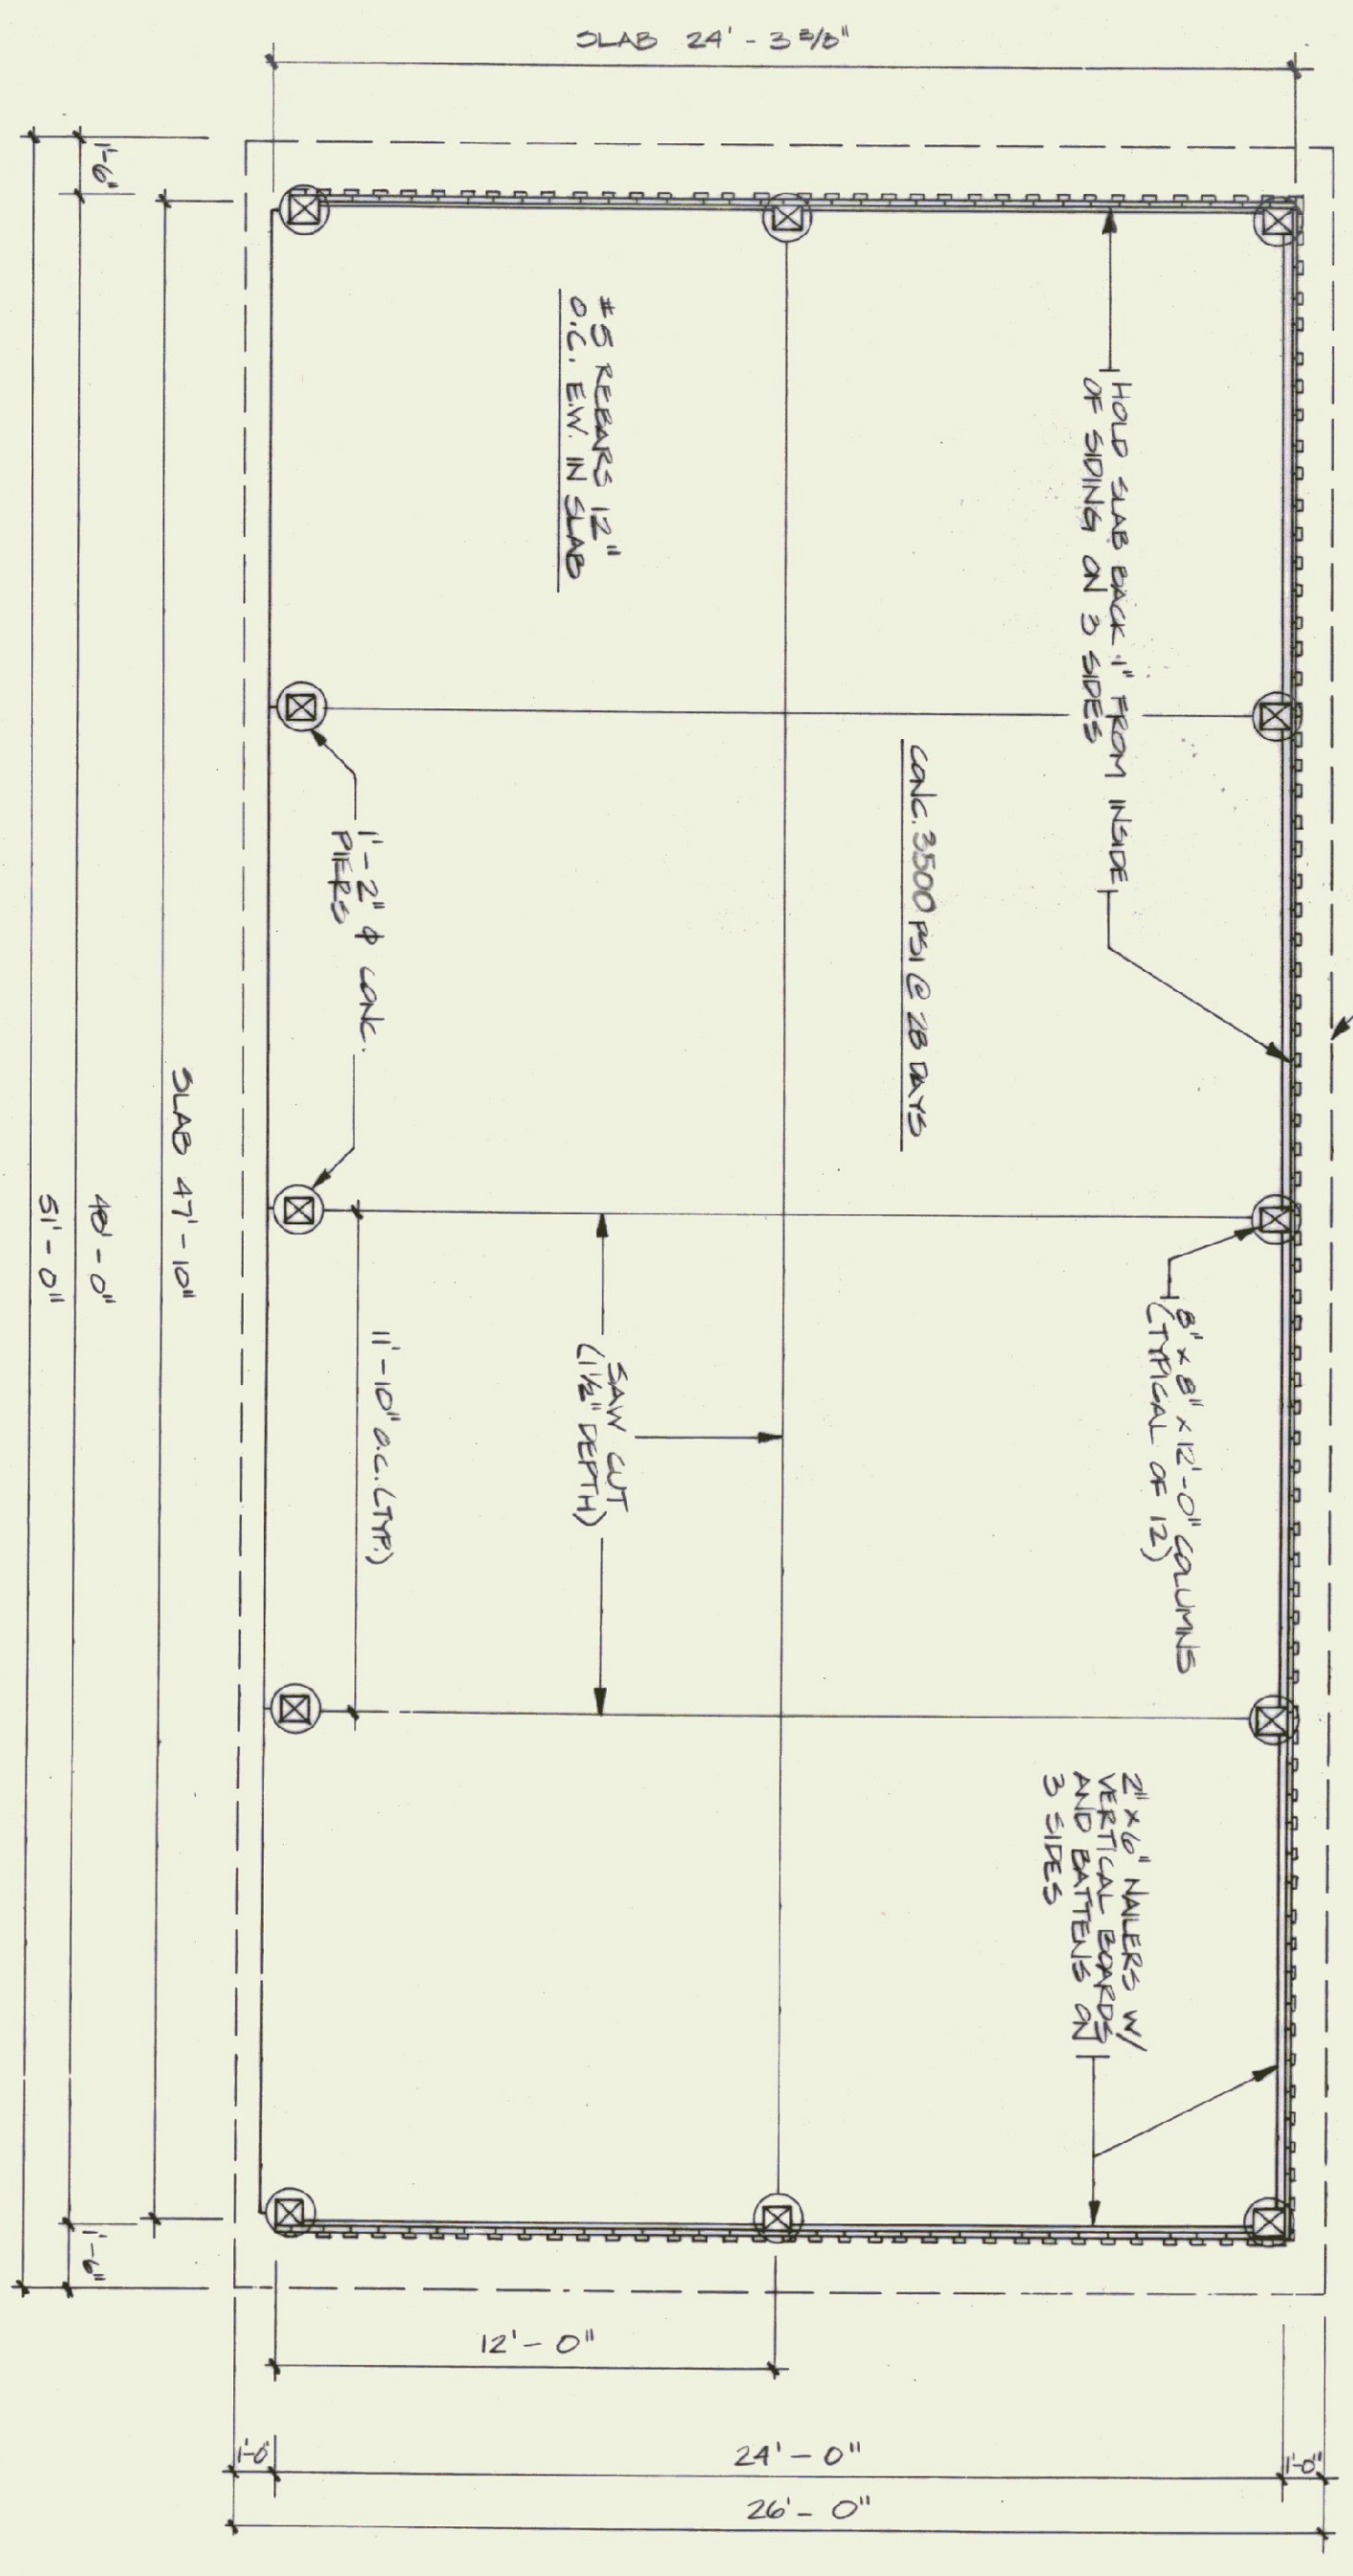 SLAB 24' - 3 3/8"
1'-6"
#5 REBARS 12"
O.C. E.W. IN SLAB
HOLD SLAB BACK 1" FROM INSIDE
OF SIDING ON 3 SIDES
CONC. 3500 PSI @ 28 DAYS
1'-2" ⌀ CONC.
PIERS
SLAB 47'-10"
48'-0"
51'-0"
8" x 8" x 12'-0" COLUMNS
(TYPICAL OF 12)
SAW CUT
(1 1/2" DEPTH)
11'-10" O.C. (TYP.)
2" x 6" NAILERS W/
VERTICAL BOARDS
AND BATTENS ON
3 SIDES
1'-6"
12'-0"
1'-0"
24'-0"
1'-0"
26'-0"